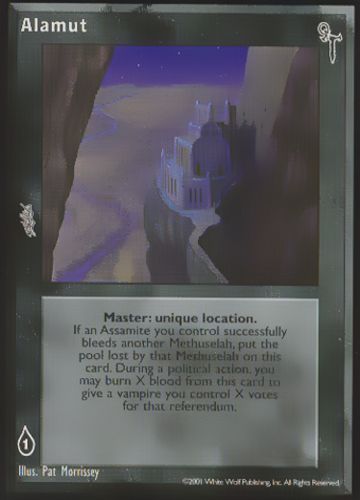 Alamut
Master: unique location.
If an Assamite you control successfully
bleeds another Methuselah, put the
pool lost by that Methuselah on this
card. During a political action, you
may burn X blood from this card to
give a vampire you control X votes
for that referendum.
1
Illus. Pat Morrissey
©2001 White Wolf Publishing, Inc. All Rights Reserved.